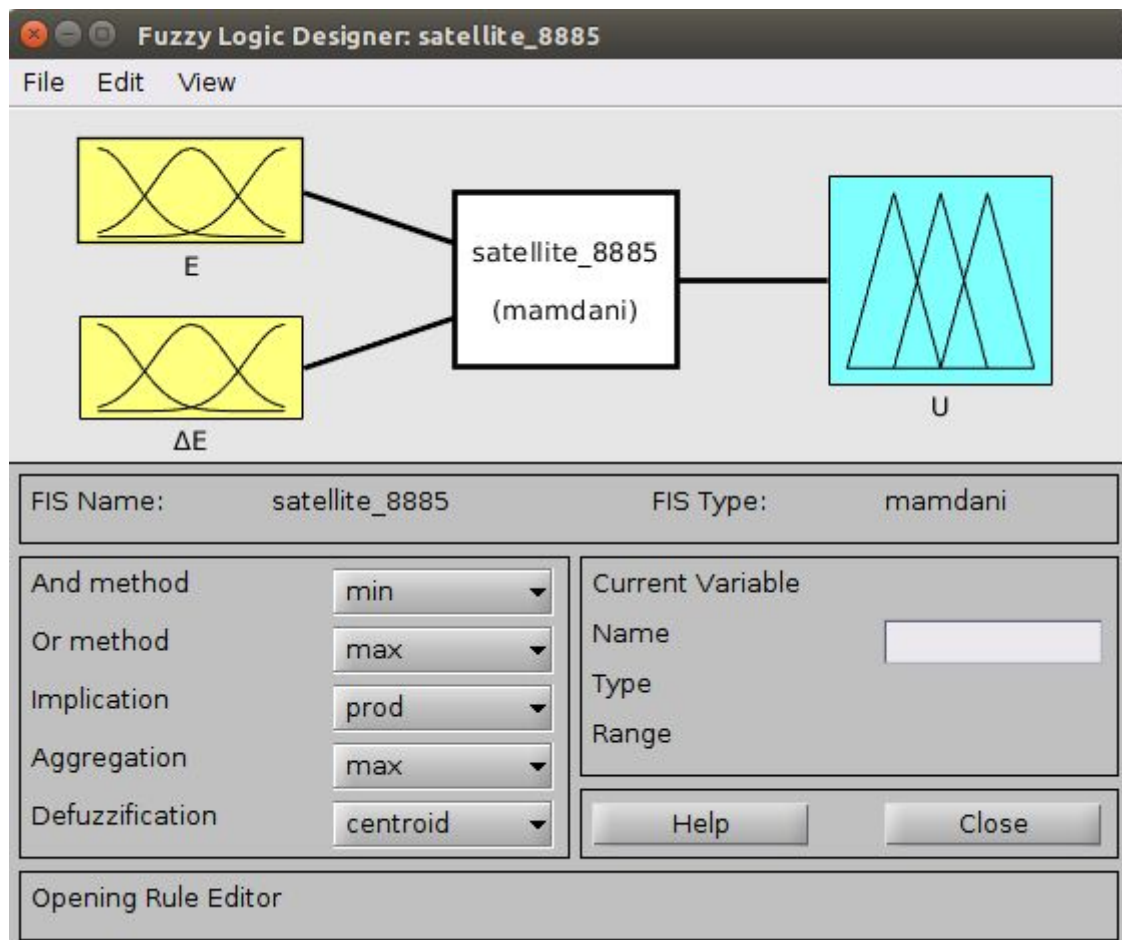 Fuzzy Logic Designer: satellite_8885
File Edit View
E
ΔE
satellite_8885
(mamdani)
U
FIS Name: satellite_8885 FIS Type: mamdani
And method min
Or method max
Implication prod
Aggregation max
Defuzzification centroid
Current Variable
Name
Type
Range
Help Close
Opening Rule Editor